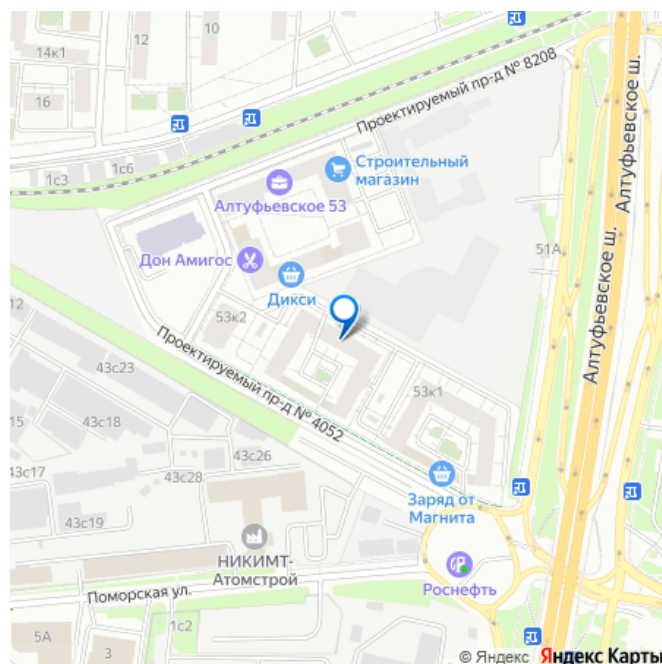 14к1
12
10
16
1с3
1с6
Проектируемый пр-д № 8208
Алтуфьевское ш.
Строительный
магазин
Алтуфьевское 53
Дон Амигос
Дикси
51А
Алтуфьевское ш.
53к2
12
43с23
Проектируемый пр-д № 4052
53к1
15
43с18
43с17
43с26
43с28
43с19
Заряд от
Магнита
НИКИМТ-
Атомстрой
Роснефть
Поморская ул.
1с2
5А
3
© Яндекс Яндекс Карты